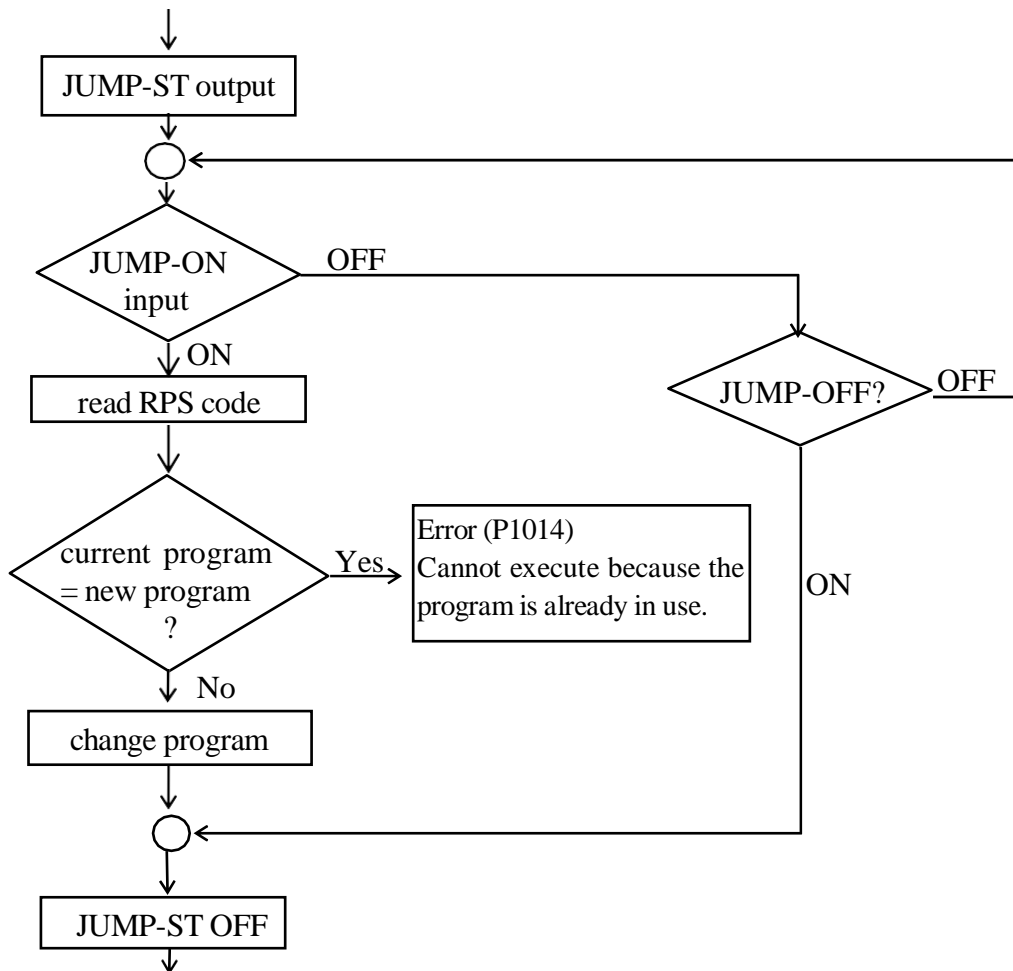 JUMP-ST output
JUMP-ON
input
OFF
ON
read RPS code
JUMP-OFF?
OFF
current program
= new program
?
Yes
Error (P1014)
Cannot execute because the
program is already in use.
ON
No
change program
JUMP-ST OFF